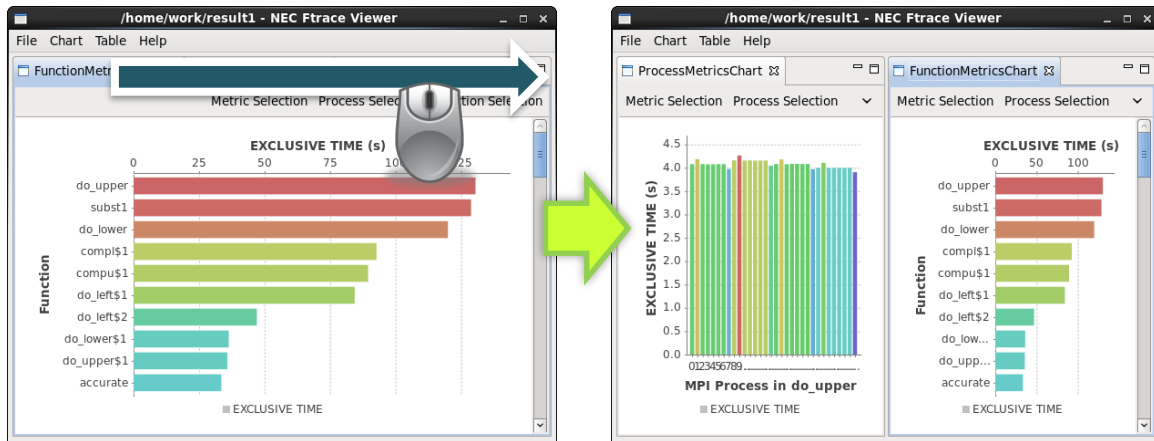 /home/work/result1 - NEC Ftrace Viewer
File Chart Table Help
FunctionMetr
Metric Selection Process Selec tion Selection
EXCLUSIVE TIME (s)
0 25 50 75 100 125
do_upper
subst1
do_lower
compl$1
compu$1
do_left$1
do_left$2
do_lower$1
do_upper$1
accurate
Function
EXCLUSIVE TIME
/home/work/result1 - NEC Ftrace Viewer
File Chart Table Help
ProcessMetricsChart
Metric Selection Process Selection
4.5
4.0
3.5
3.0
2.5
2.0
1.5
1.0
0.5
0.0
EXCLUSIVE TIME (s)
0123456789
MPI Process in do_upper
EXCLUSIVE TIME
FunctionMetricsChart
Metric Selection Process Selection
EXCLUSIVE TIME (s)
0 50 100
do_upper
subst1
do_lower
compl$1
compu$1
do_left$1
do_left$2
do_low...
do_upp...
accurate
Function
EXCLUSIVE TIME